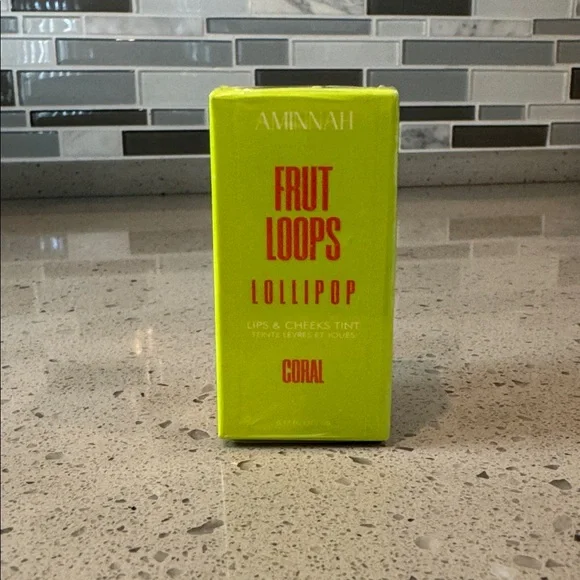 AMINNAH
FRUT
LOOPS
LOLLIPOP
LIPS & CHEEKS TINT
TEINTE LÈVRES ET JOUES
CORAL